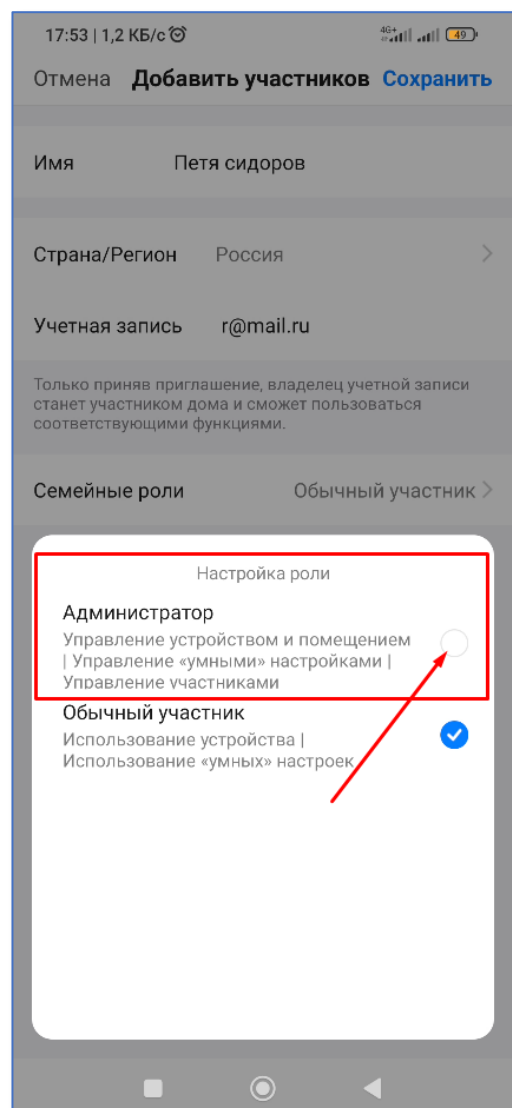 17:53 | 1,2 КБ/с
4G+ 49
Отмена Добавить участников Сохранить
Имя Петя сидоров
Страна/Регион Россия
Учетная запись r@mail.ru
Только приняв приглашение, владелец учетной записи
станет участником дома и сможет пользоваться
соответствующими функциями.
Семейные роли Обычный участник
Настройка роли
Администратор
Управление устройством и помещением
| Управление «умными» настройками |
Управление участниками
Обычный участник
Использование устройства |
Использование «умных» настроек